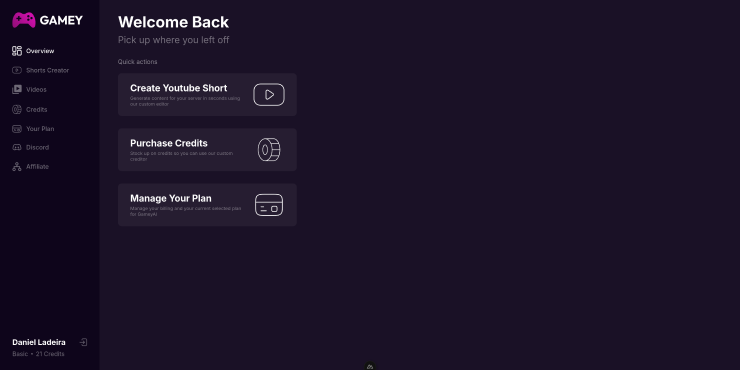 GAMEY
Overview
Shorts Creator
Videos
Credits
Your Plan
Discord
Affiliate
Daniel Ladeira
Basic • 21 Credits
Welcome Back
Pick up where you left off
Quick actions
Create Youtube Short
Generate content for your server in seconds using
our custom editor
Purchase Credits
Stock up on credits so you can use our custom
creditor
Manage Your Plan
Manage your billing and your current selected plan
for GameyAI